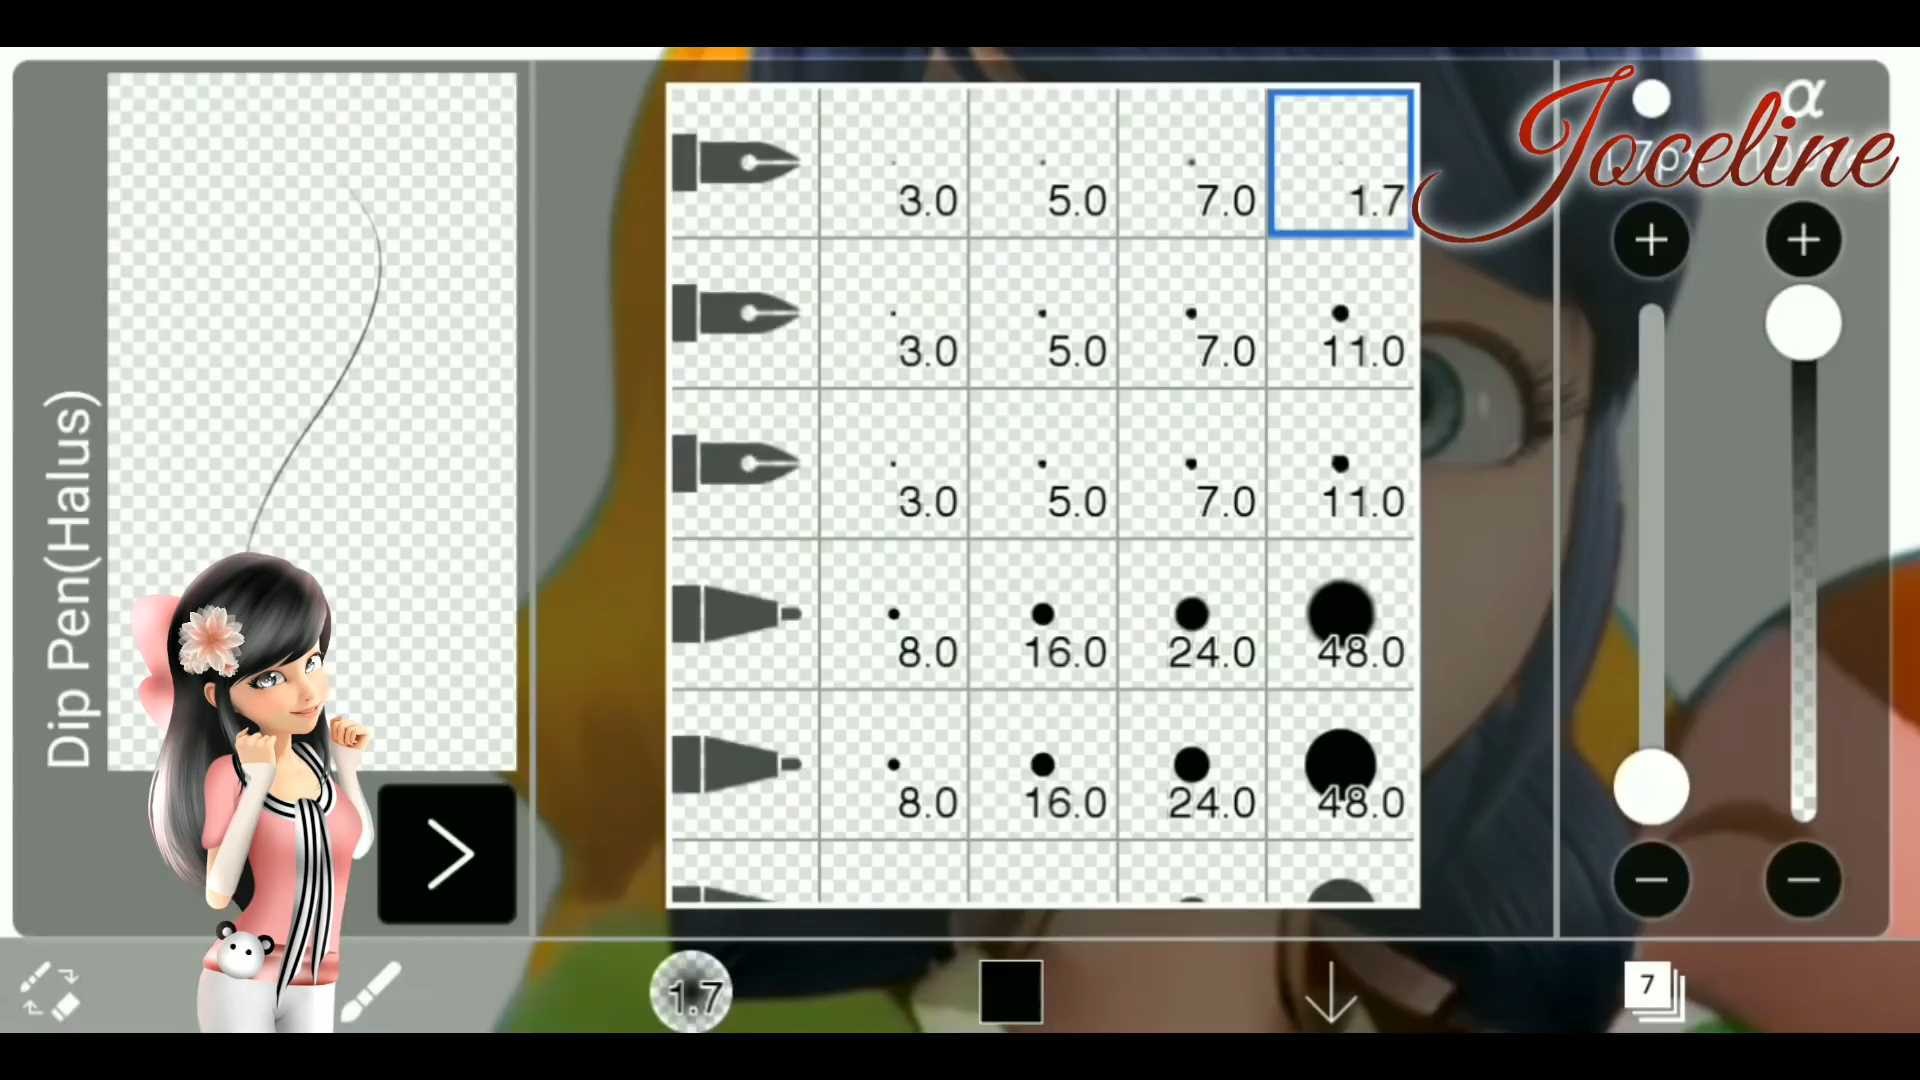 Dip Pen(Halus)
3.0 5.0 7.0 1.7
3.0 5.0 7.0 11.0
3.0 5.0 7.0 11.0
8.0 16.0 24.0 48.0
8.0 16.0 24.0 48.0
α
Joceline
1.7
7